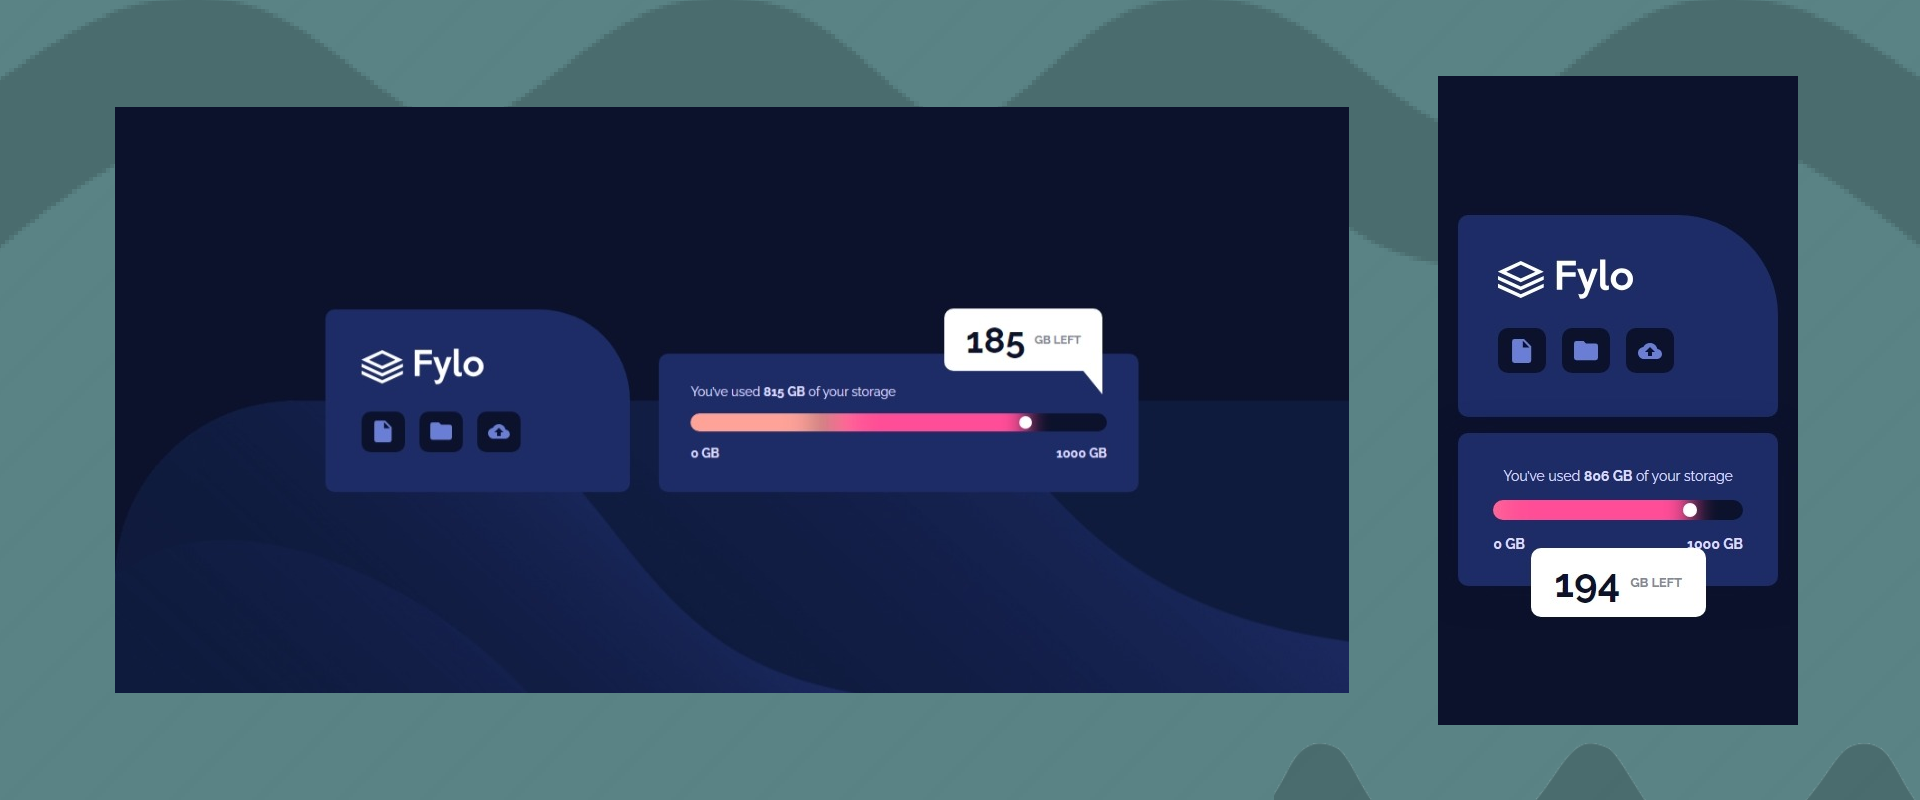 Fylo
185 GB LEFT
You've used 815 GB of your storage
0 GB
1000 GB
Fylo
You've used 806 GB of your storage
0 GB
1000 GB
194 GB LEFT